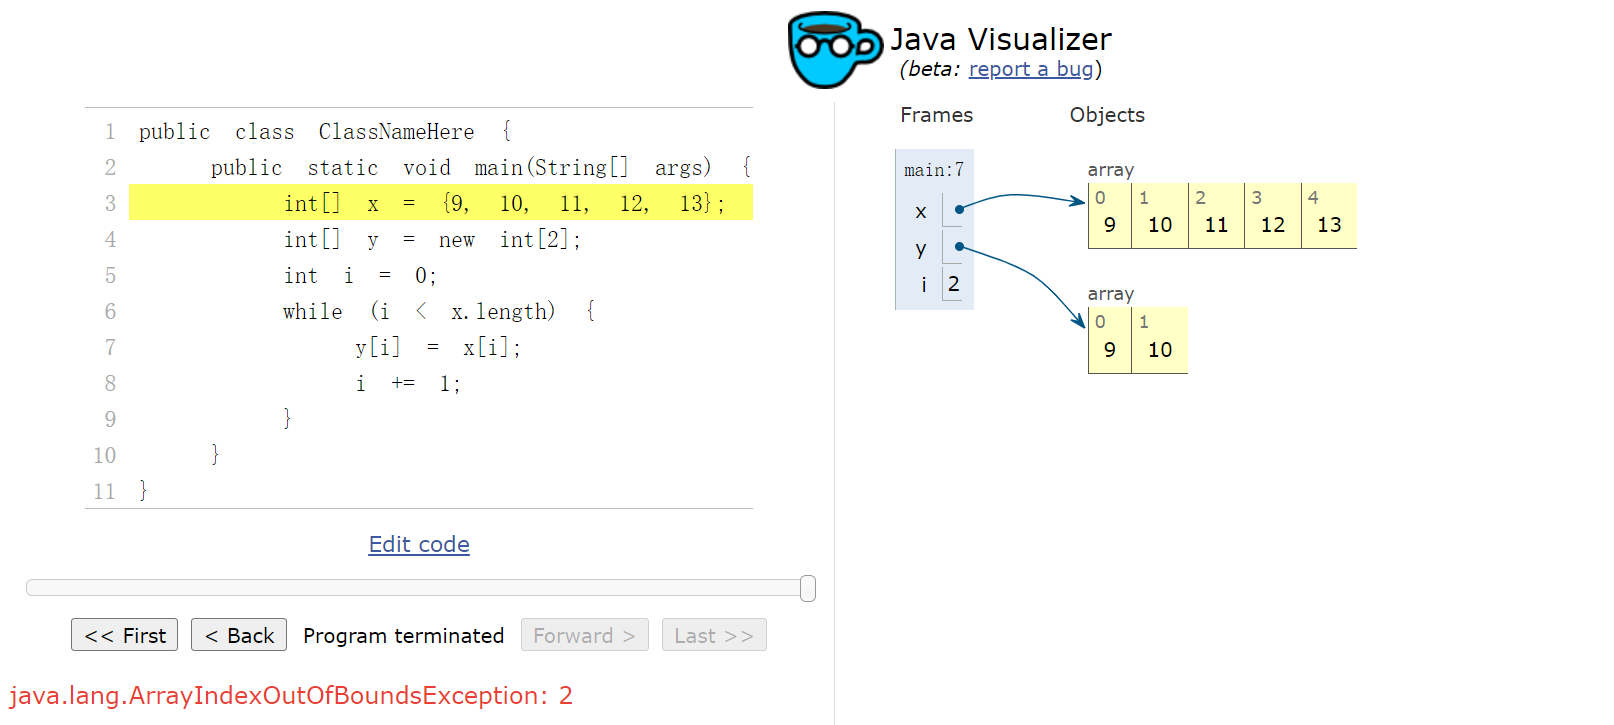 Java Visualizer
(beta: report a bug)
1 public class ClassNameHere {
2 public static void main(String[] args) {
3 int[] x = {9, 10, 11, 12, 13};
4 int[] y = new int[2];
5 int i = 0;
6 while (i < x.length) {
7 y[i] = x[i];
8 i += 1;
9 }
10 }
11 }
Edit code
<< First < Back Program terminated Forward > Last >>
java.lang.ArrayIndexOutOfBoundsException: 2
Frames Objects
main:7
x
y
i 2
array
0 1 2 3 4
9 10 11 12 13
array
0 1
9 10